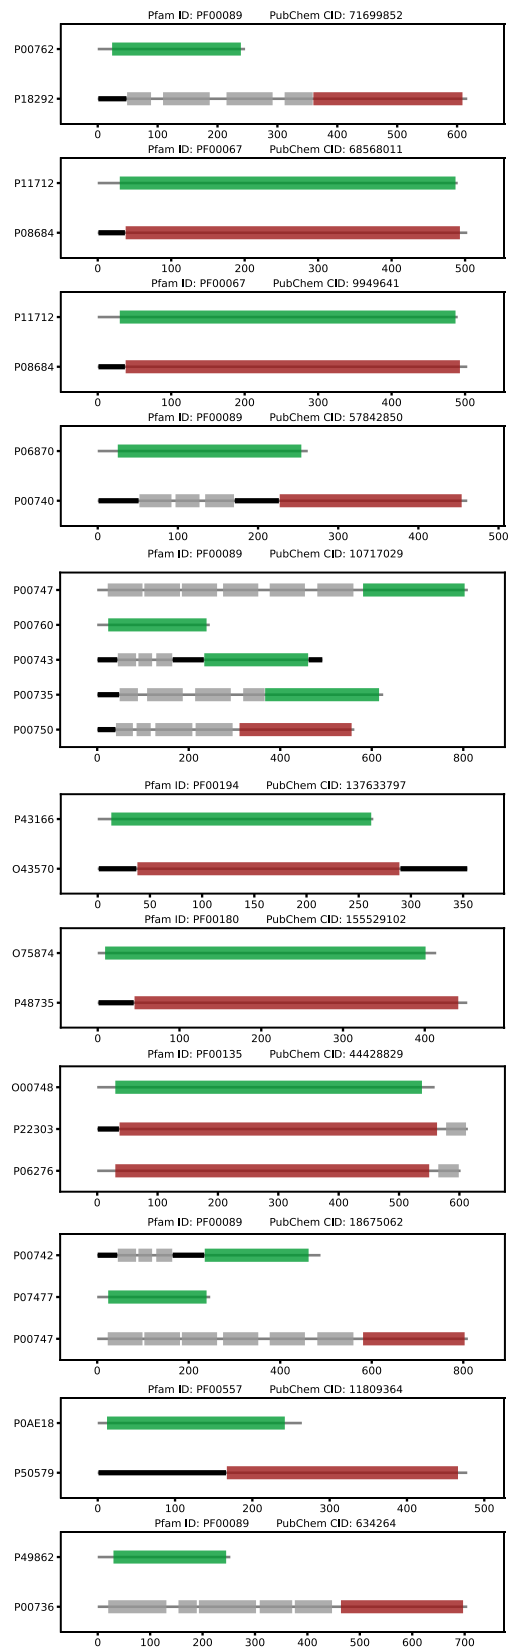 Pfam ID: PF00089 PubChem CID: 71699852
P00762
P18292
0 100 200 300 400 500 600
Pfam ID: PF00067 PubChem CID: 68568011
P11712
P08684
0 100 200 300 400 500
Pfam ID: PF00067 PubChem CID: 9949641
P11712
P08684
0 100 200 300 400 500
Pfam ID: PF00089 PubChem CID: 57842850
P06870
P00740
0 100 200 300 400 500
Pfam ID: PF00089 PubChem CID: 10717029
P00747
P00760
P00743
P00735
P00750
0 200 400 600 800
Pfam ID: PF00194 PubChem CID: 137633797
P43166
O43570
0 50 100 150 200 250 300 350
Pfam ID: PF00180 PubChem CID: 155529102
O75874
P48735
0 100 200 300 400
Pfam ID: PF00135 PubChem CID: 44428829
O00748
P22303
P06276
0 100 200 300 400 500 600
Pfam ID: PF00089 PubChem CID: 18675062
P00742
P07477
P00747
0 200 400 600 800
Pfam ID: PF00557 PubChem CID: 11809364
P0AE18
P50579
0 100 200 300 400 500
Pfam ID: PF00089 PubChem CID: 634264
P49862
P00736
0 100 200 300 400 500 600 700